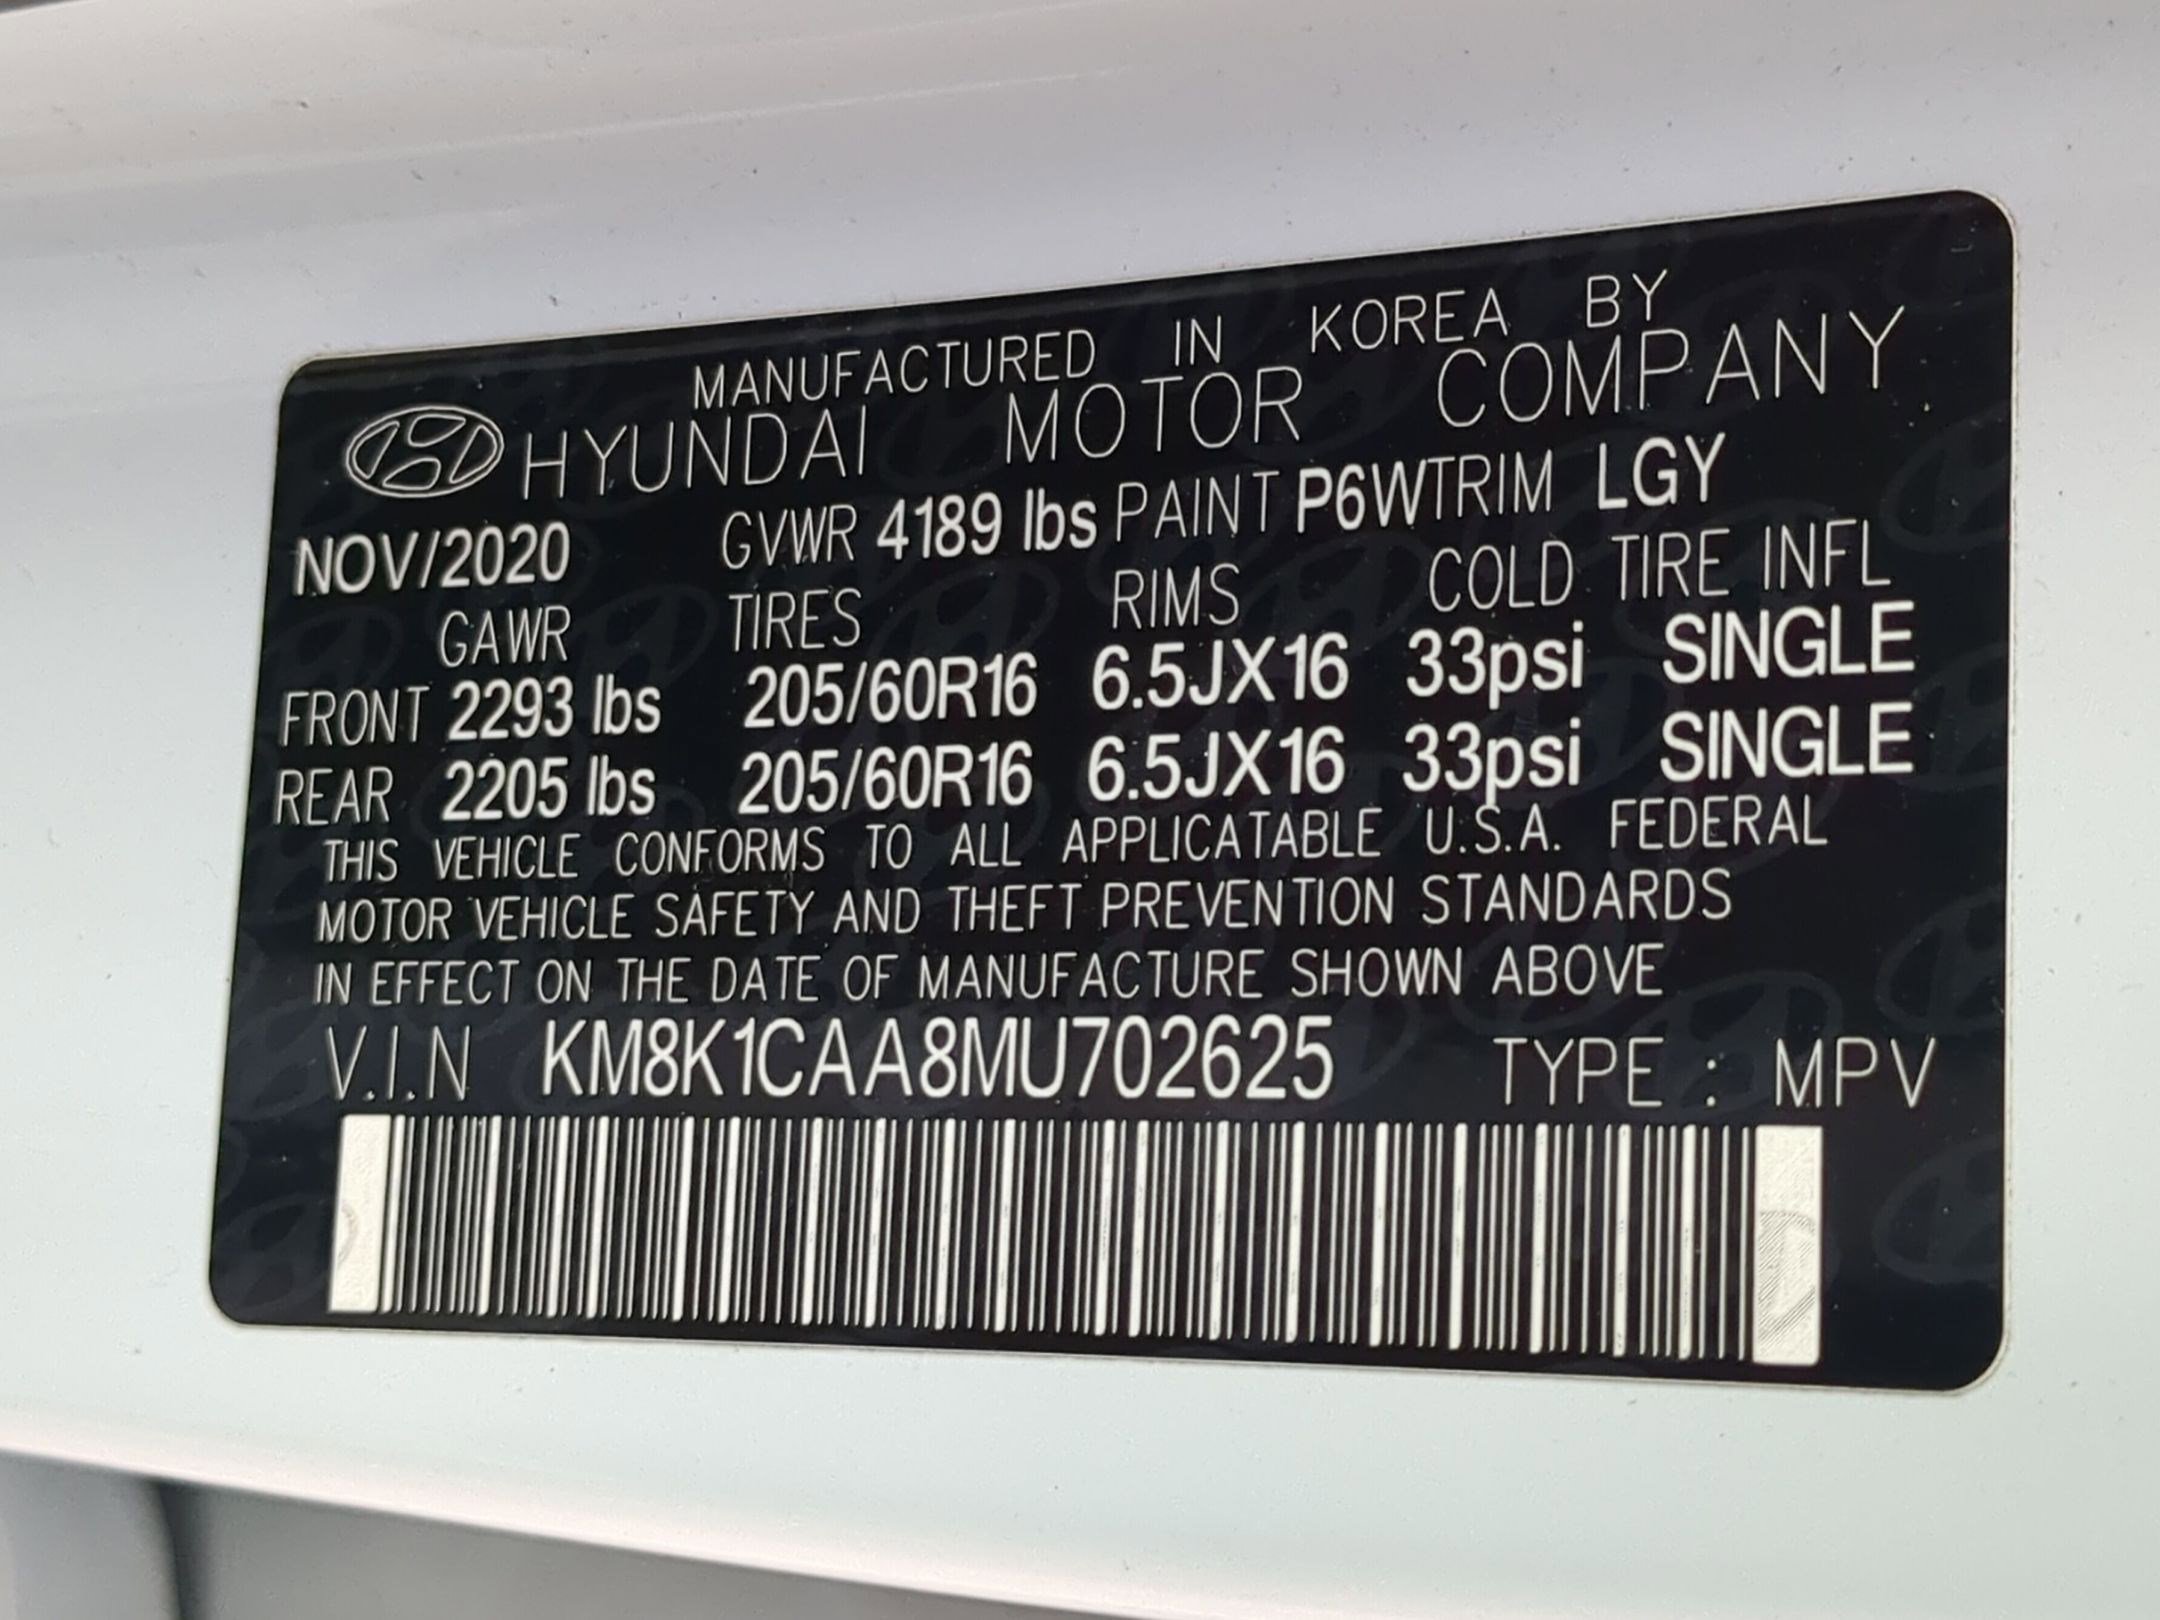 MANUFACTURED IN KOREA BY
HYUNDAI MOTOR COMPANY
NOV/2020 GVWR 4189 lbs PAINT P6W TRIM LGY
GAWR TIRES RIMS COLD TIRE INFL
FRONT 2293 lbs 205/60R16 6.5JX16 33psi SINGLE
REAR 2205 lbs 205/60R16 6.5JX16 33psi SINGLE
THIS VEHICLE CONFORMS TO ALL APPLICATABLE U.S.A. FEDERAL
MOTOR VEHICLE SAFETY AND THEFT PREVENTION STANDARDS
IN EFFECT ON THE DATE OF MANUFACTURE SHOWN ABOVE
V.I.N KM8K1CAA8MU702625 TYPE : MPV